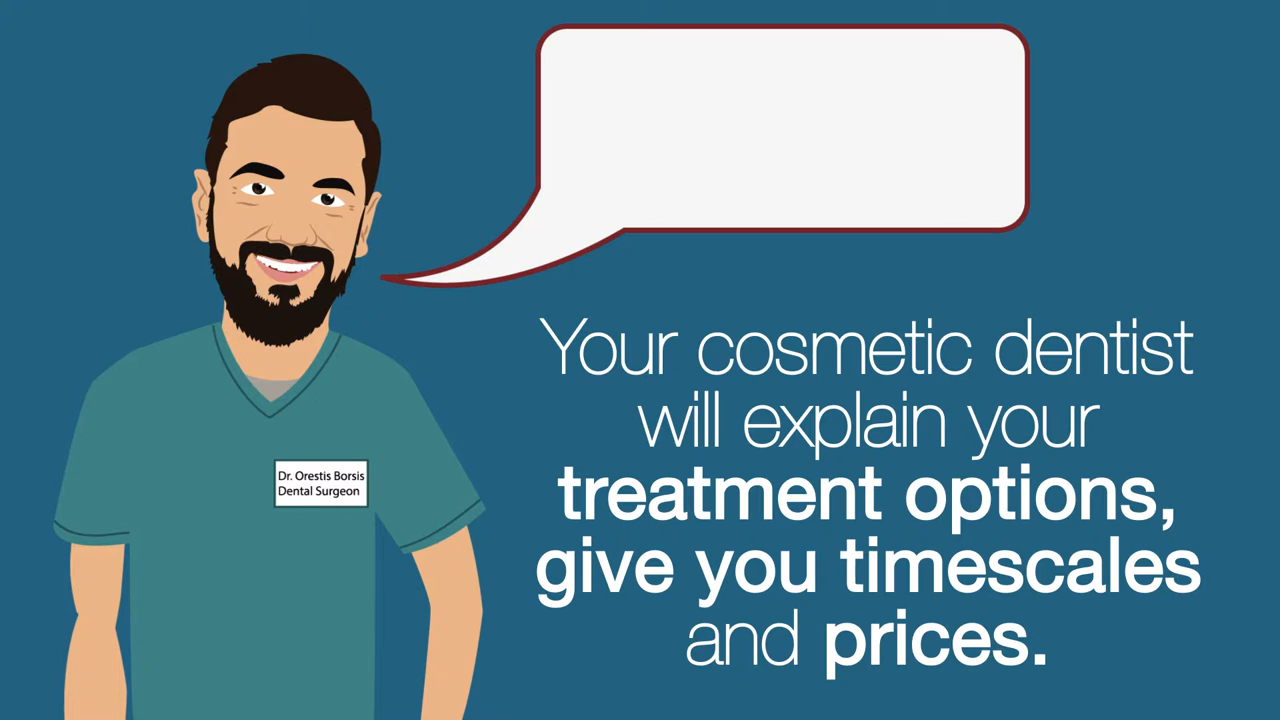 Your cosmetic dentist
will explain your
treatment options,
give you timescales
and prices.
Dr. Orestis Borsis
Dental Surgeon